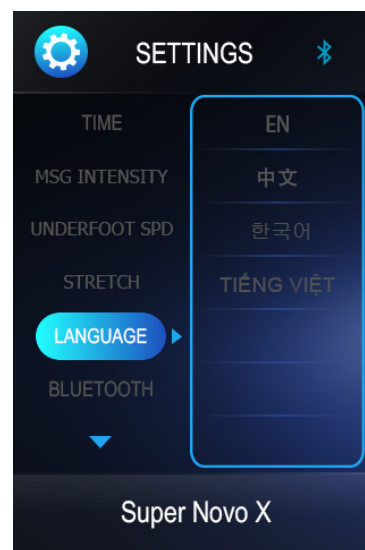 SETTINGS
TIME
MSG INTENSITY
UNDERFOOT SPD
STRETCH
LANGUAGE
BLUETOOTH
EN
中文
한국어
TIẾNG VIỆT
Super Novo X